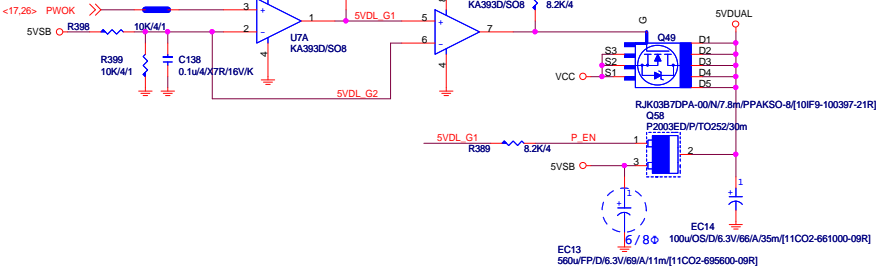 KA393D/SO8
8.2K/4
<17,26> PWOK
3
1
5VDL_G1
5
7
G
5VDUAL
R398
10K/4/1
5VSB
2
U7A
KA393D/SO8
6
Q49
S3
S2
S1
D1
D2
D3
D4
D5
R399
10K/4/1
C138
0.1u/4/X7R/16V/K
4
4
VCC
5VDL_G2
RJK03B7DPA-00/N/7.8m/PPAKSO-8/[10IF9-100397-21R]
Q58
P2003ED/P/TO252/30m
5VDL_G1
R389
8.2K/4
P_EN
1
2
5VSB
3
1
1
6/8Φ
EC14
100u/OS/D/6.3V/66/A/35m/[11CO2-661000-09R]
EC13
560u/FP/D/6.3V/69/A/11m/[11CO2-695600-09R]